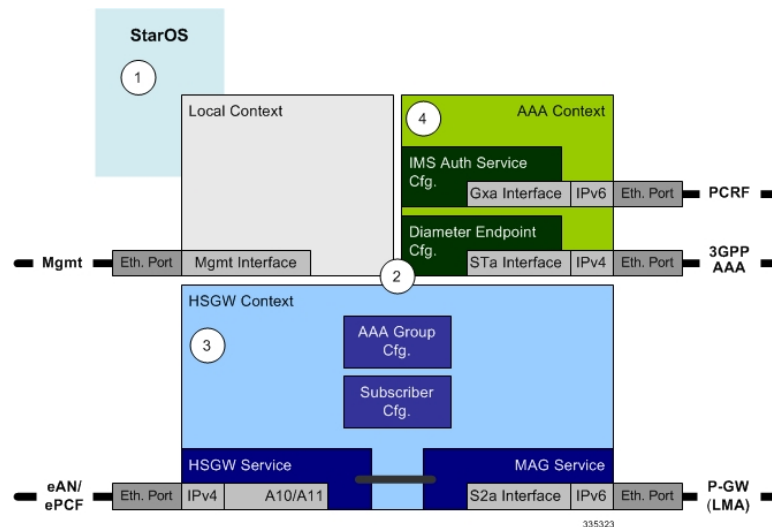 StarOS
1
Local Context
4
AAA Context
IMS Auth Service
Cfg.
Gxa Interface
IPv6
Eth. Port
PCRF
Diameter Endpoint
Cfg.
STa Interface
IPv4
Eth. Port
3GPP
AAA
Mgmt
Eth. Port
Mgmt Interface
2
HSGW Context
3
AAA Group
Cfg.
Subscriber
Cfg.
HSGW Service
MAG Service
eAN/
ePCF
Eth. Port
IPv4
A10/A11
S2a Interface
IPv6
Eth. Port
P-GW
(LMA)
335323